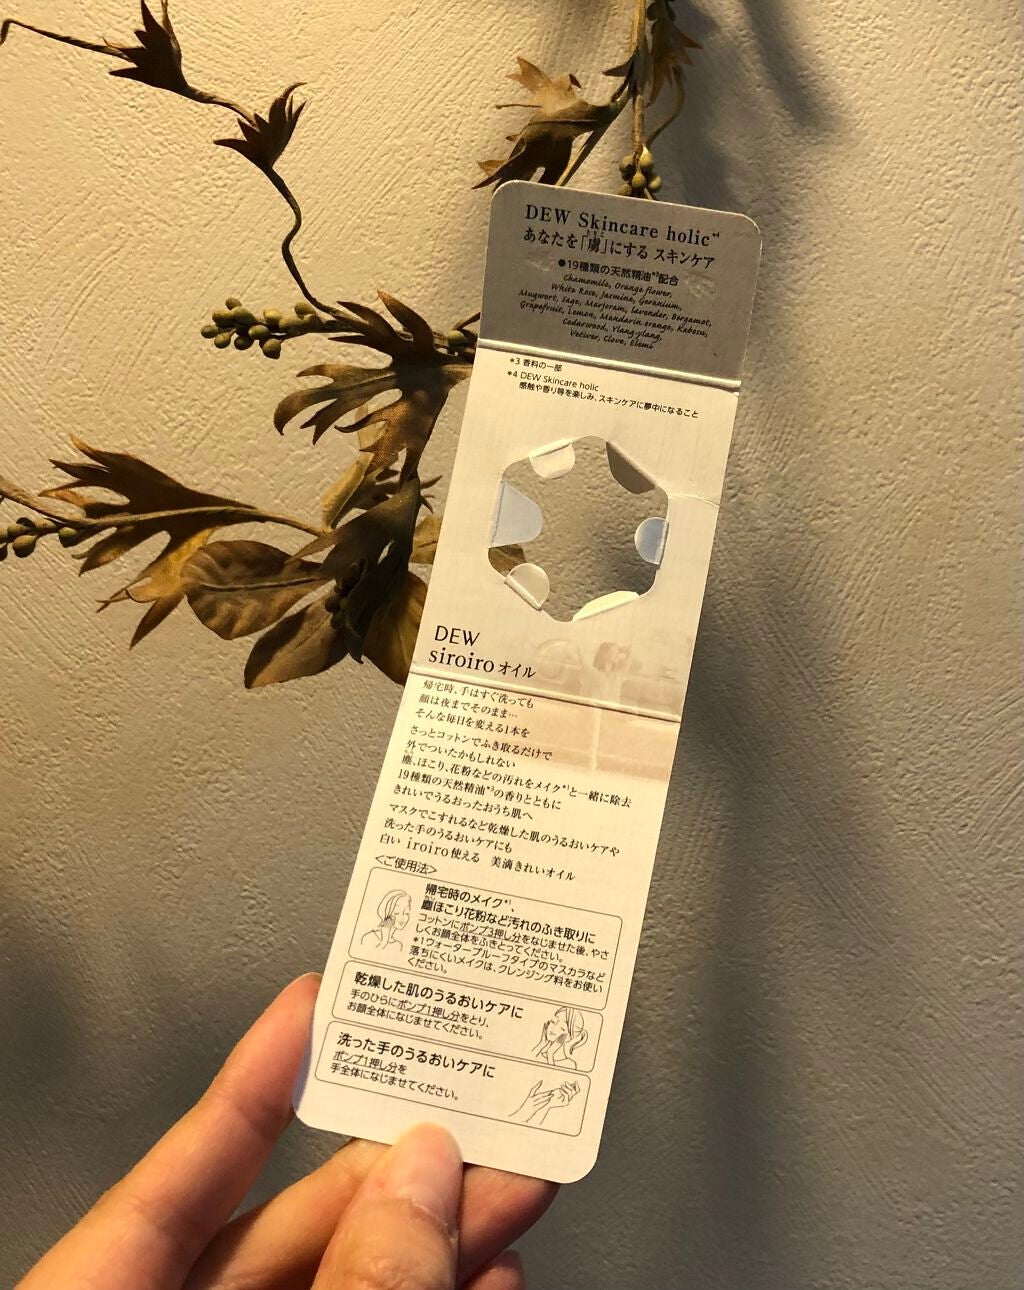 DEW Skincare holic*4
あなたを「虜」にする スキンケア
とりこ
●19種類の天然精油*3配合
Chamomile, Orange flower,
White Rose, Jasmine, Geranium,
Mugwort, Sage, Marjoram, lavender, Bergamot,
Grapefruit, Lemon, Mandarin orange, Kabosu,
Cedarwood, Ylang-ylang,
Vetiver, Clove, Elemi
*3 香料の一部
*4 DEW Skincare holic
感触や香り等を楽しみ、スキンケアに夢中になること
DEW
siroiro オイル
帰宅時、手はすぐ洗っても
顔は夜までそのまま…
そんな毎日を変える1本を
さっとコットンでふき取るだけで
外でついたかもしれない
塵、ほこり、花粉などの汚れをメイク*1と一緒に除去
19種類の天然精油*3の香りとともに
きれいでうるおったおうち肌へ
マスクでこすれるなど乾燥した肌のうるおいケアや
洗った手のうるおいケアにも
白い iroiro使える 美滴きれいオイル
<ご使用法>
帰宅時のメイク*1、
塵ほこり花粉など汚れのふき取りに
コットンにポンプ3押し分をなじませた後、やさ
しくお顔全体をふきとってください。
*1ウォータープルーフタイプのマスカラなど
落ちにくいメイクは、クレンジング料をお使い
ください。
乾燥した肌のうるおいケアに
手のひらにポンプ1押し分をとり、
お顔全体になじませてください。
洗った手のうるおいケアに
ポンプ1押し分を
手全体になじませてください。